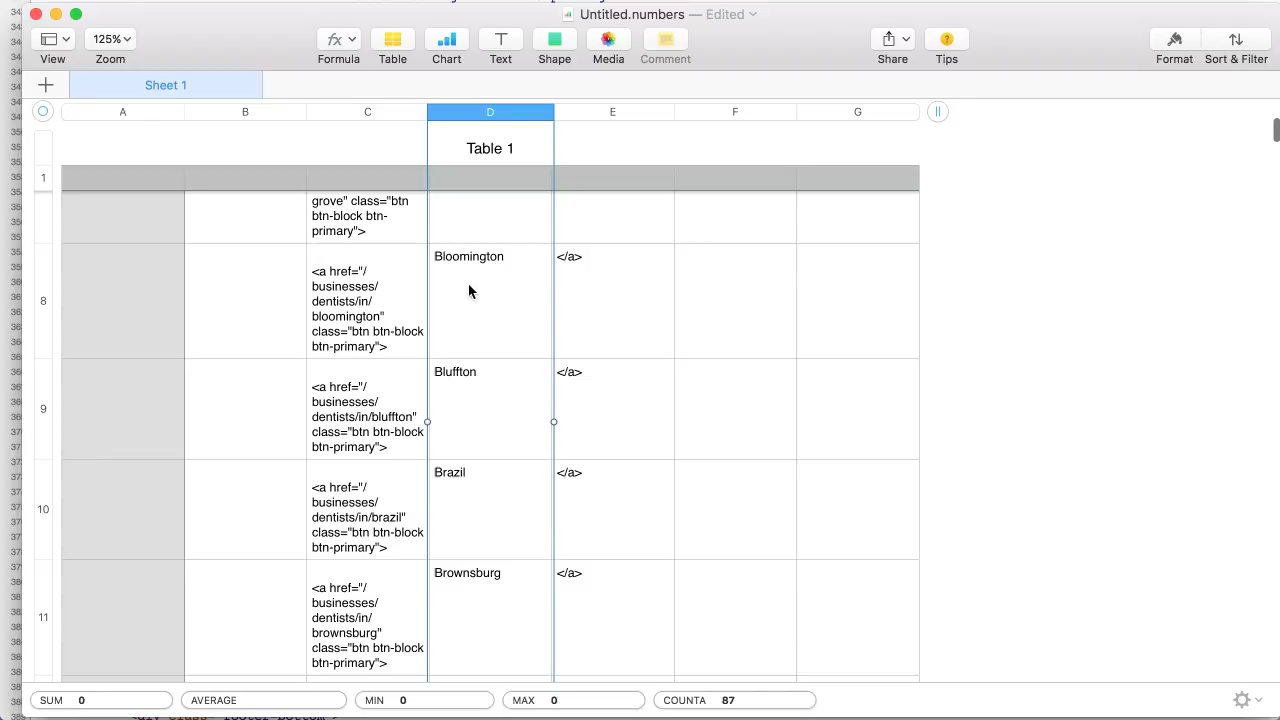 Untitled.numbers — Edited
125%
View
Zoom
Formula
Table
Chart
Text
Shape
Media
Comment
Share
Tips
Format
Sort & Filter
Sheet 1
A B C D E F G
Table 1
1
grove" class="btn
btn-block btn-
primary">
8
<a href="/
businesses/
dentists/in/
bloomington"
class="btn btn-block
btn-primary">
Bloomington
</a>
9
<a href="/
businesses/
dentists/in/bluffton"
class="btn btn-block
btn-primary">
Bluffton
</a>
10
<a href="/
businesses/
dentists/in/brazil"
class="btn btn-block
btn-primary">
Brazil
</a>
11
<a href="/
businesses/
dentists/in/
brownsburg"
class="btn btn-block
btn-primary">
Brownsburg
</a>
SUM 0
AVERAGE
MIN 0
MAX 0
COUNTA 87